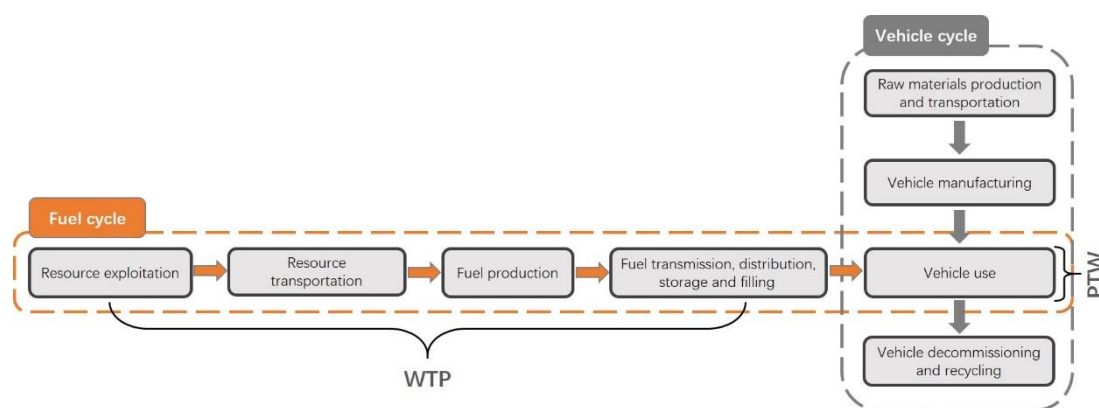 Vehicle cycle
Raw materials production
and transportation
Vehicle manufacturing
Fuel cycle
Resource exploitation
Resource
transportation
Fuel production
Fuel transmission, distribution,
storage and filling
Vehicle use
PTW
WTP
Vehicle decommissioning
and recycling